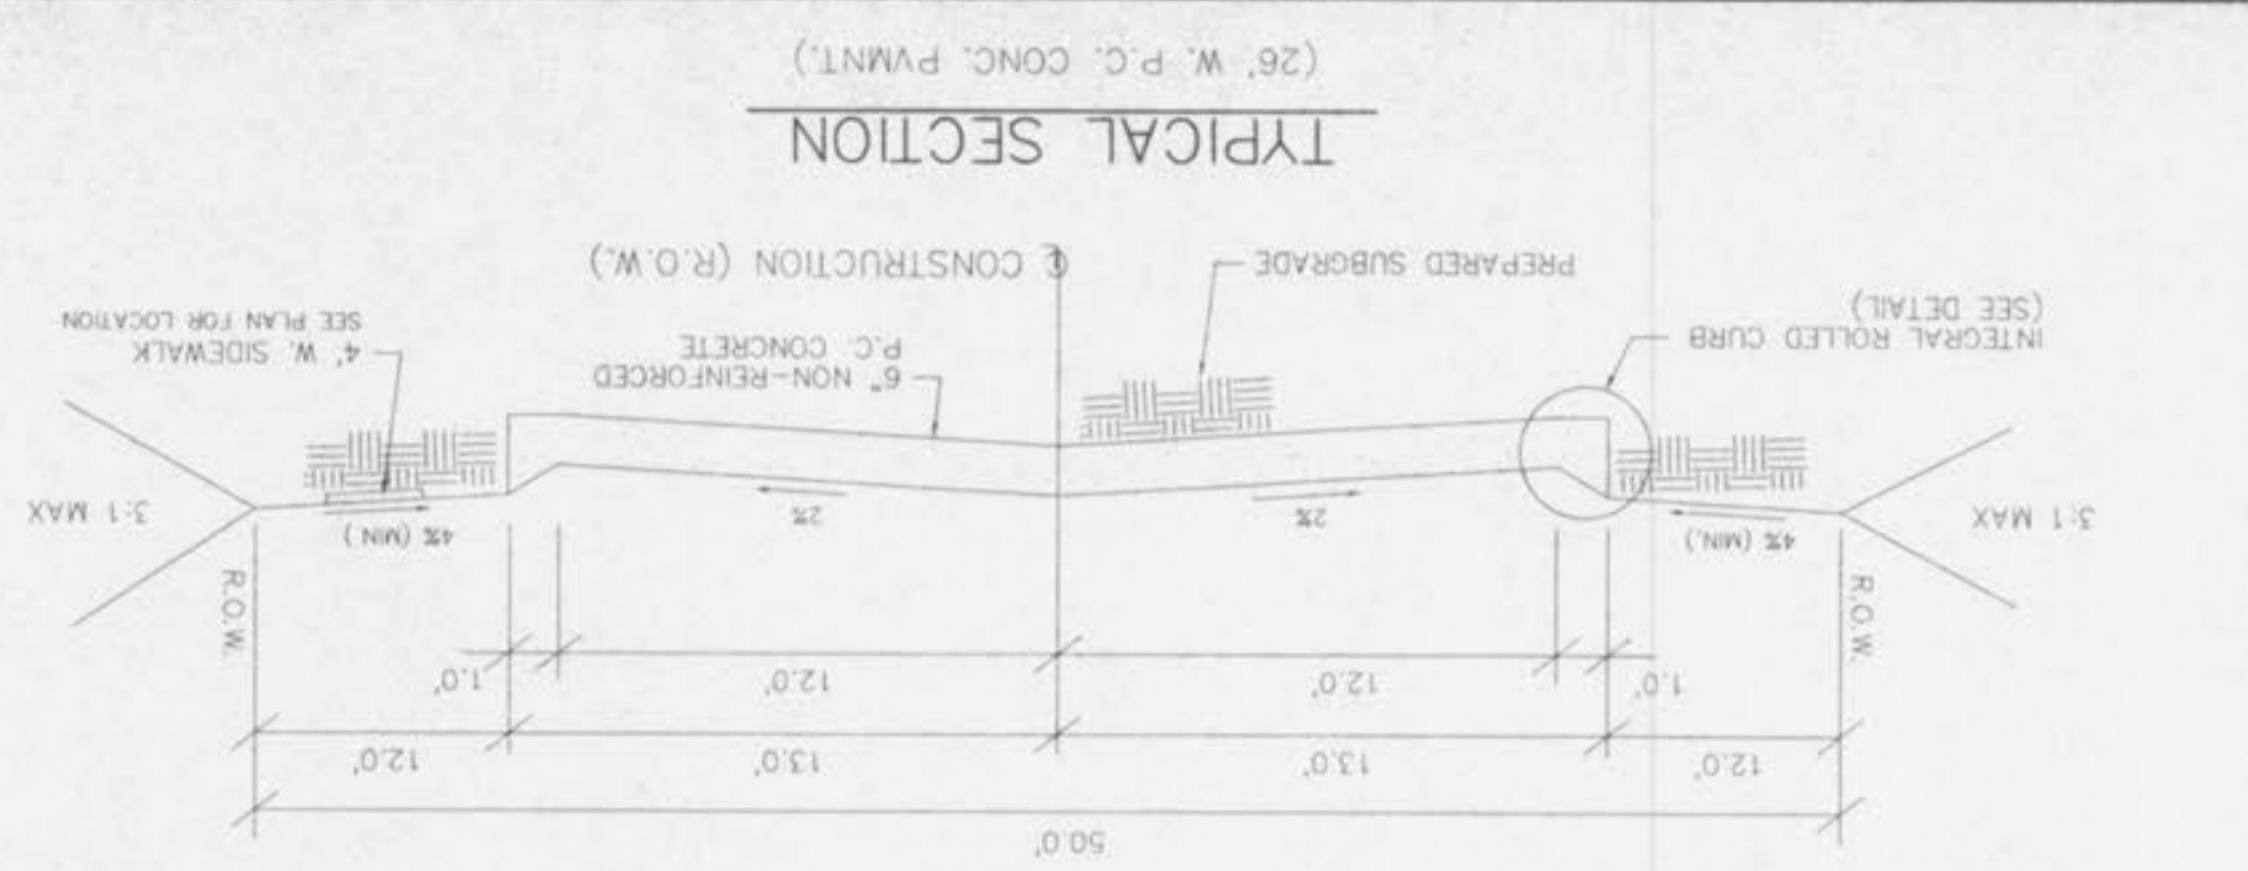 50.0'
12.0'
13.0'
13.0'
12.0'
1.0'
12.0'
12.0'
1.0'
R.O.W.
R.O.W.
4% (MIN.)
2%
2%
4% (MIN.)
3:1 MAX
3:1 MAX
INTEGRAL ROLLED CURB
(SEE DETAIL)
PREPARED SUBGRADE
6" NON-REINFORCED
P.C. CONCRETE
4' W. SIDEWALK
SEE PLAN FOR LOCATION
℄ CONSTRUCTION (R.O.W.)
TYPICAL SECTION
(26' W. P.C. CONC. PVMNT.)